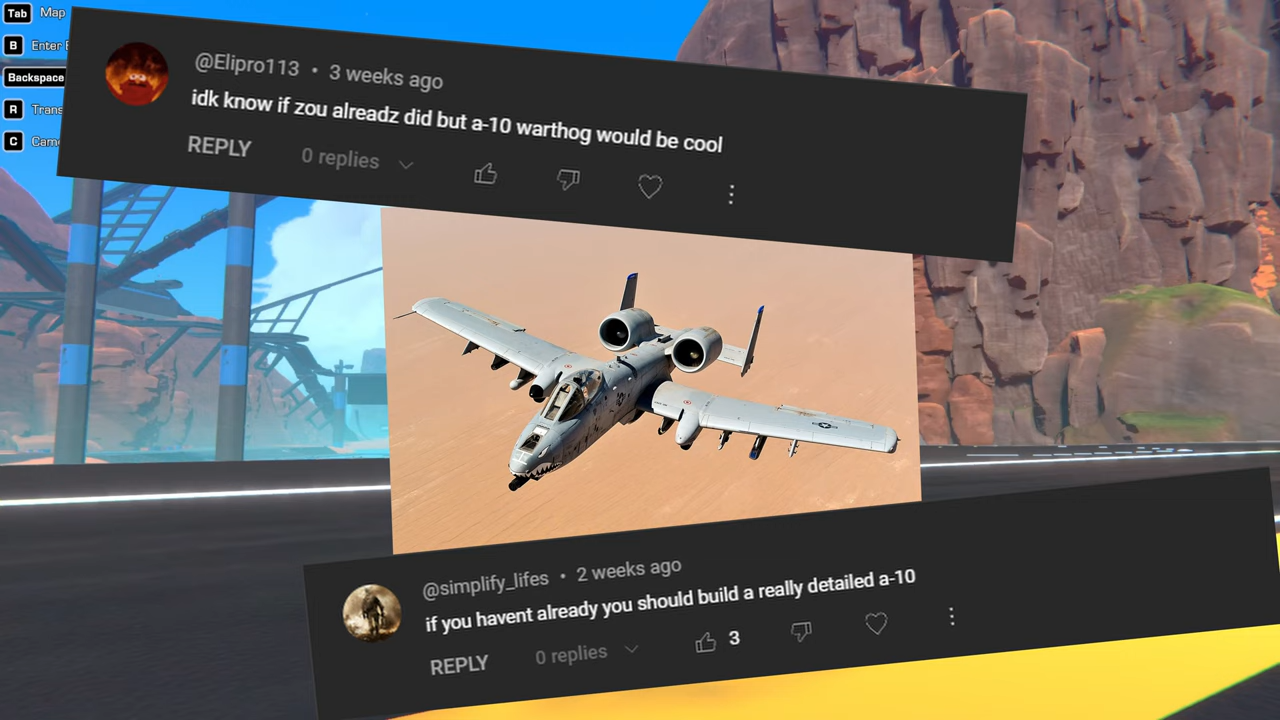 Tab Map
B Enter
Backspace
R Trans
C Came
@Elipro113 • 3 weeks ago
idk know if zou alreadz did but a-10 warthog would be cool
REPLY 0 replies
@simplify_lifes • 2 weeks ago
if you havent already you should build a really detailed a-10
REPLY 0 replies 3